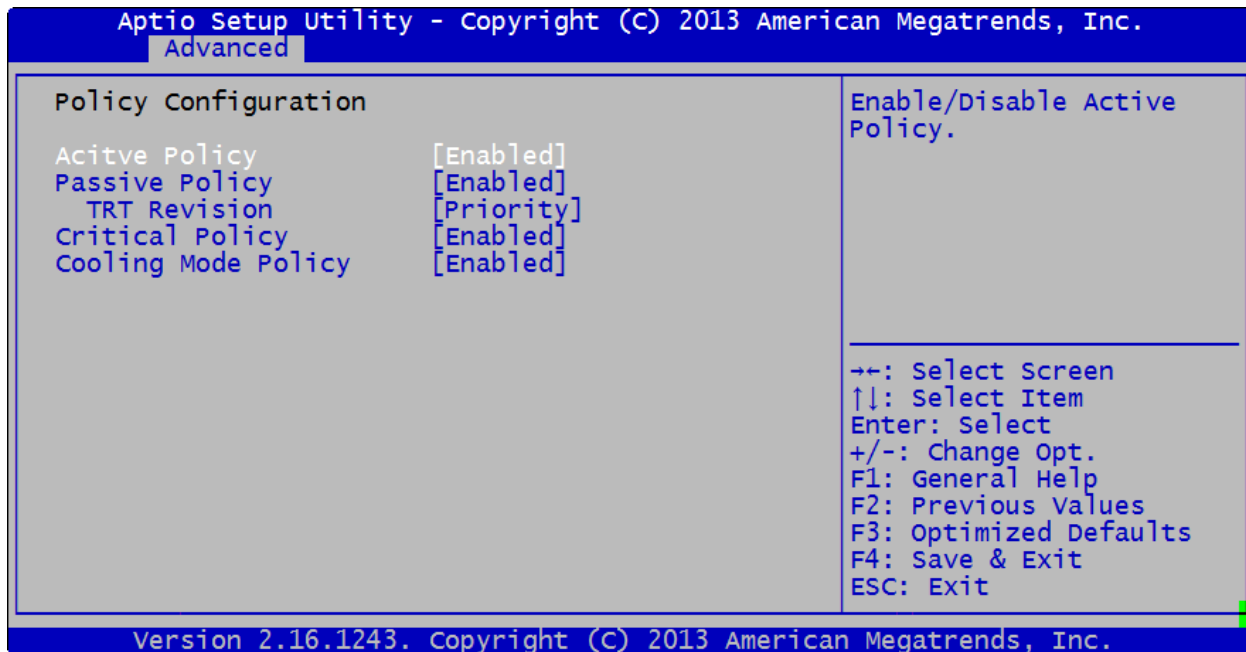 Aptio Setup Utility - Copyright (C) 2013 American Megatrends, Inc.
Advanced
Policy Configuration
Acitve Policy [Enabled]
Passive Policy [Enabled]
TRT Revision [Priority]
Critical Policy [Enabled]
Cooling Mode Policy [Enabled]
Enable/Disable Active
Policy.
→←: Select Screen
↑↓: Select Item
Enter: Select
+/-: Change Opt.
F1: General Help
F2: Previous Values
F3: Optimized Defaults
F4: Save & Exit
ESC: Exit
Version 2.16.1243. Copyright (C) 2013 American Megatrends, Inc.